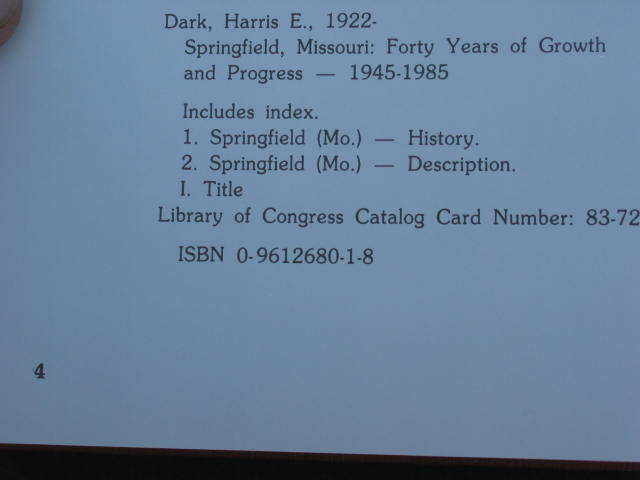 Dark, Harris E., 1922-
Springfield, Missouri: Forty Years of Growth
and Progress — 1945-1985
Includes index.
1. Springfield (Mo.) — History.
2. Springfield (Mo.) — Description.
I. Title
Library of Congress Catalog Card Number: 83-72
ISBN 0-9612680-1-8
4